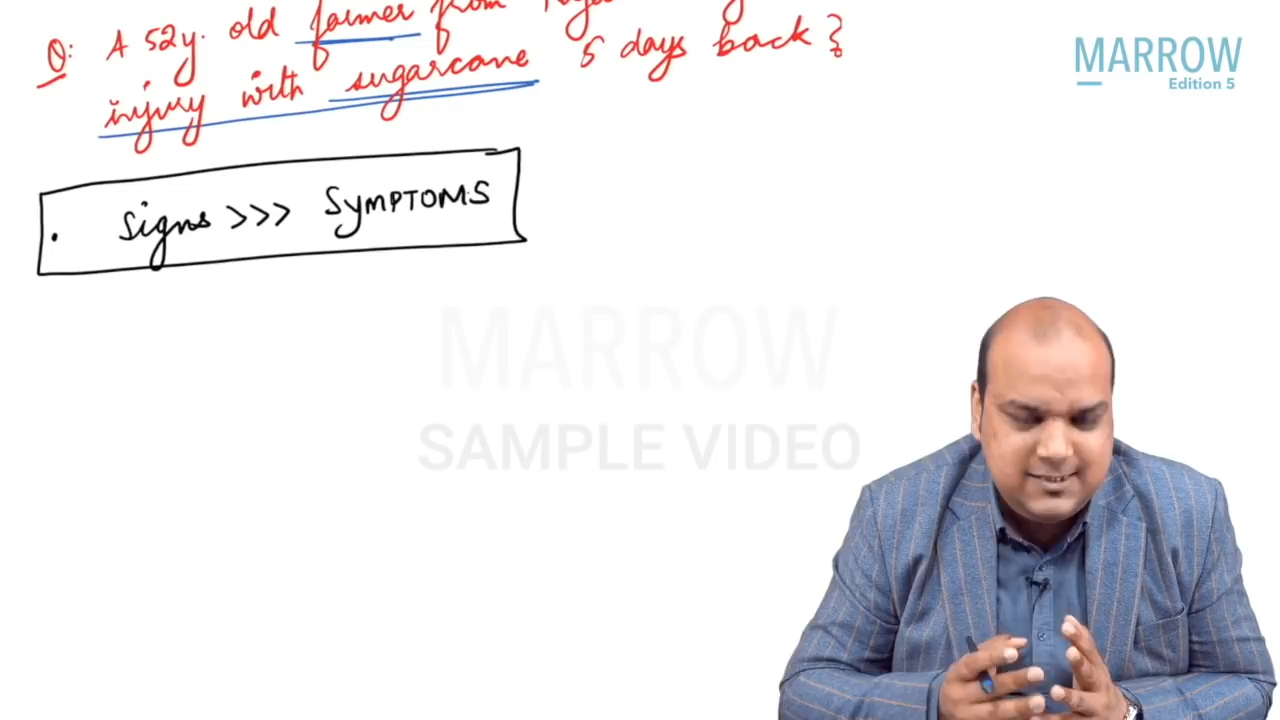 Q: A 52y. old farmer from
injury with sugarcane 5 days back }
MARROW
Edition 5
. Signs >>> SYMPTOMS
MARROW
SAMPLE VIDEO